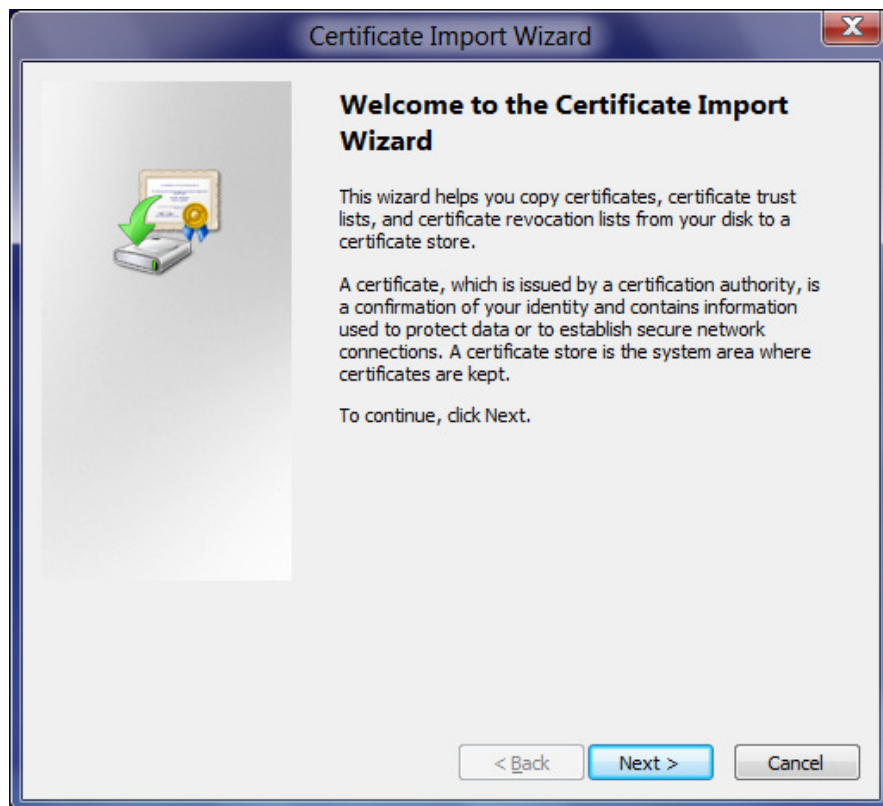 Certificate Import Wizard
X
Welcome to the Certificate Import
Wizard
This wizard helps you copy certificates, certificate trust
lists, and certificate revocation lists from your disk to a
certificate store.
A certificate, which is issued by a certification authority, is
a confirmation of your identity and contains information
used to protect data or to establish secure network
connections. A certificate store is the system area where
certificates are kept.
To continue, click Next.
< Back Next > Cancel